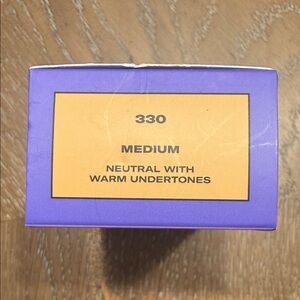 330
MEDIUM
NEUTRAL WITH
WARM UNDERTONES